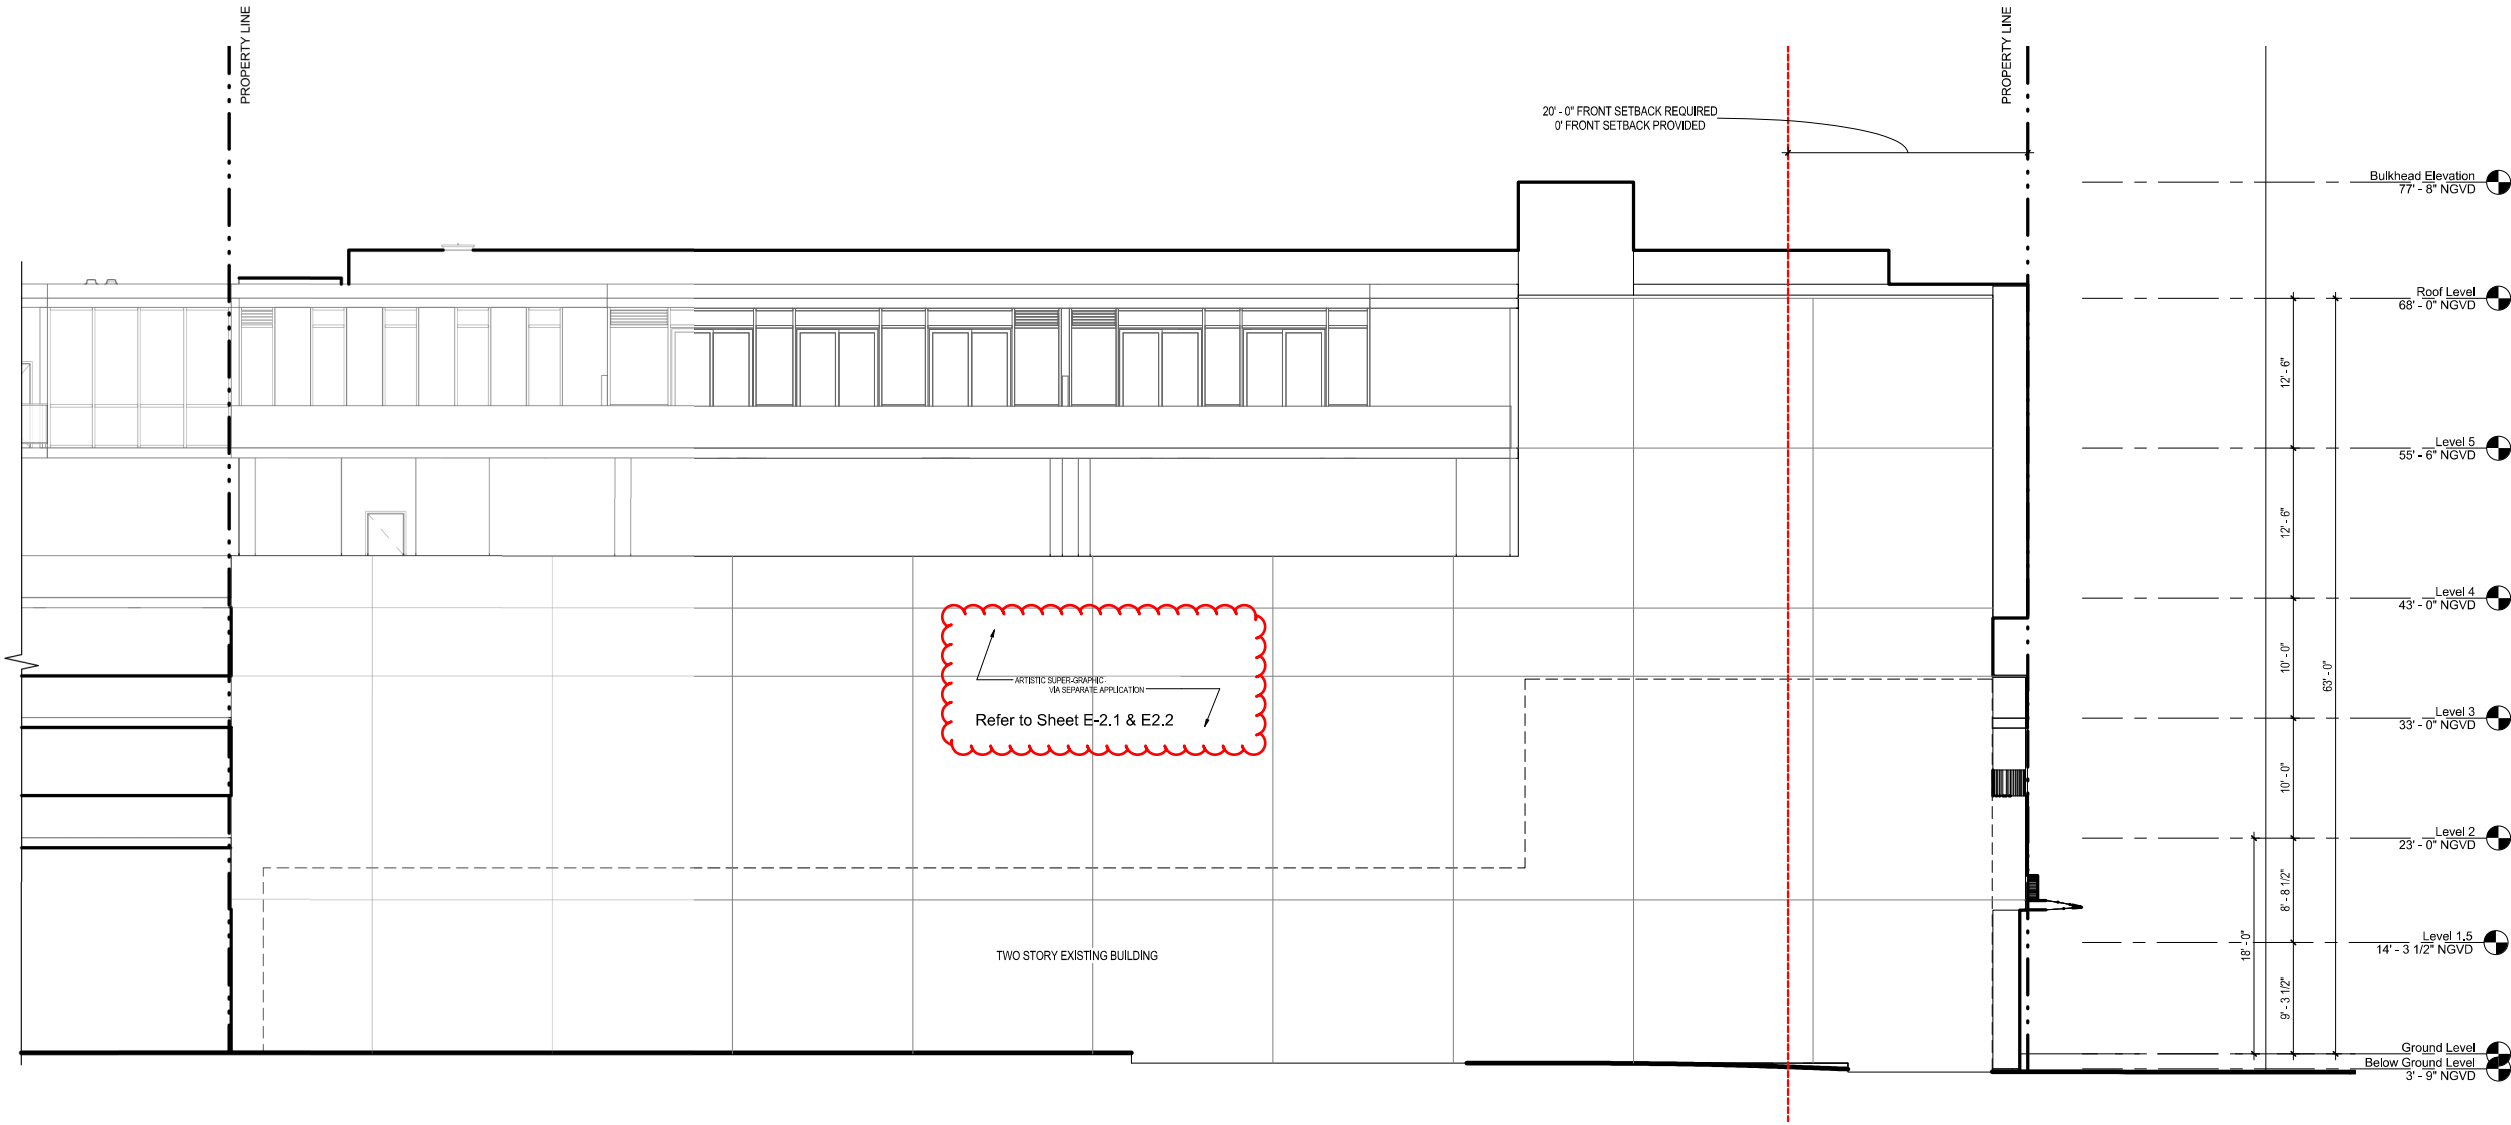 PROPERTY LINE
PROPERTY LINE
20' - 0" FRONT SETBACK REQUIRED
0' FRONT SETBACK PROVIDED
Bulkhead Elevation
77' - 8" NGVD
Roof Level
68' - 0" NGVD
12' - 6"
Level 5
55' - 6" NGVD
12' - 6"
Level 4
43' - 0" NGVD
10' - 0"
63' - 0"
ARTISTIC SUPER-GRAPHIC-
VIA SEPARATE APPLICATION
Refer to Sheet E-2.1 & E2.2
Level 3
33' - 0" NGVD
10' - 0"
Level 2
23' - 0" NGVD
8' - 8 1/2"
18' - 0"
Level 1.5
14' - 3 1/2" NGVD
TWO STORY EXISTING BUILDING
9' - 3 1/2"
Ground Level
Below Ground Level
3' - 9" NGVD